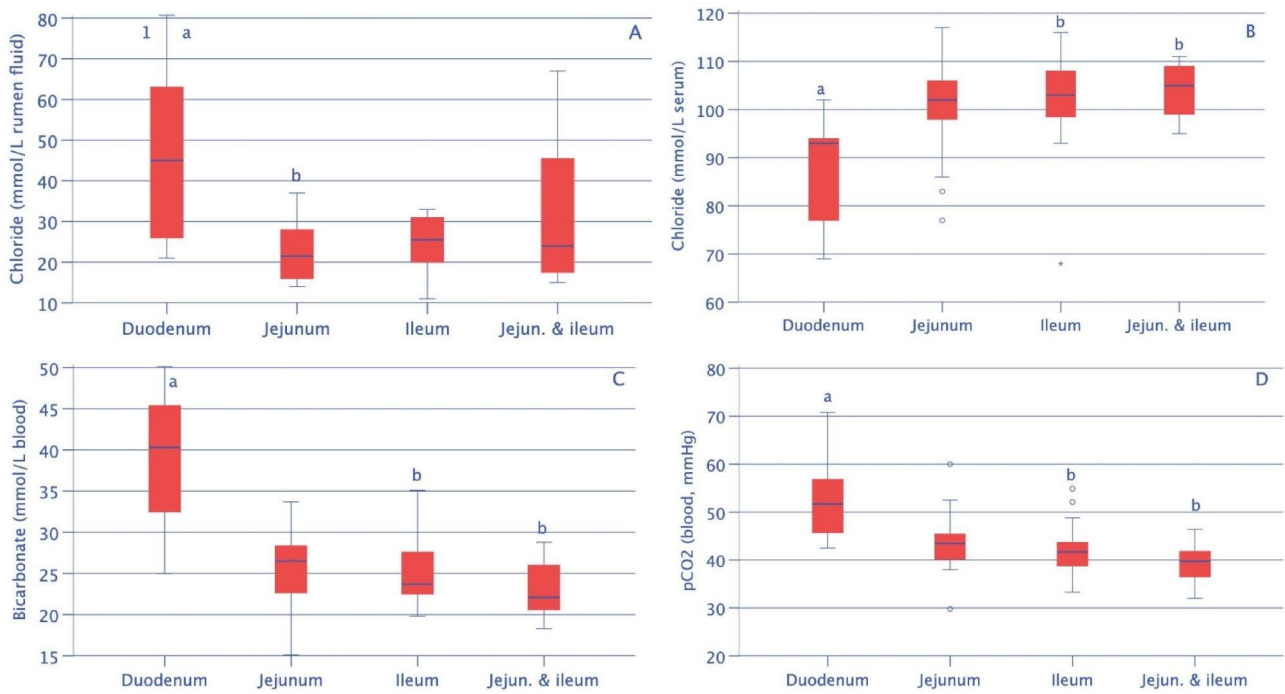 Chloride (mmol/L rumen fluid)
80
70
60
50
40
30
20
10
1 a
b
A
Duodenum Jejunum Ileum Jejun. & ileum
Chloride (mmol/L serum)
120
110
100
90
80
70
60
a
b
b
B
*
Duodenum Jejunum Ileum Jejun. & ileum
Bicarbonate (mmol/L blood)
50
45
40
35
30
25
20
15
a
b
b
C
Duodenum Jejunum Ileum Jejun. & ileum
pCO2 (blood, mmHg)
80
70
60
50
40
30
20
a
b
b
D
Duodenum Jejunum Ileum Jejun. & ileum